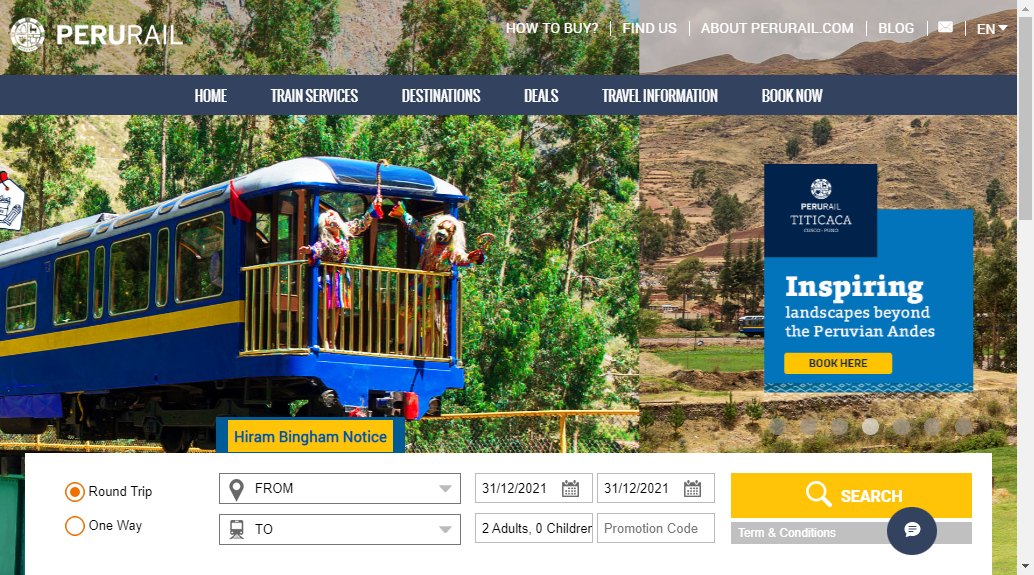 PERURAIL
HOW TO BUY?
FIND US
ABOUT PERURAIL.COM
BLOG
EN
HOME
TRAIN SERVICES
DESTINATIONS
DEALS
TRAVEL INFORMATION
BOOK NOW
PERURAIL
TITICACA
CUSCO - PUNO
Inspiring
landscapes beyond
the Peruvian Andes
BOOK HERE
Hiram Bingham Notice
Round Trip
One Way
FROM
TO
31/12/2021
31/12/2021
2 Adults, 0 Children
Promotion Code
SEARCH
Term & Conditions